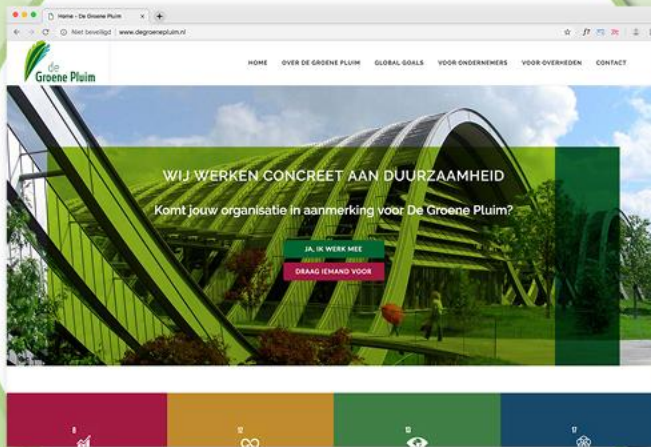 Home - De Groene Pluim
Niet beveiligd | www.degroenepluim.nl
de
Groene Pluim
HOME OVER DE GROENE PLUIM GLOBAL GOALS VOOR ONDERNEMERS VOOR OVERHEDEN CONTACT
WIJ WERKEN CONCREET AAN DUURZAAMHEID
Komt jouw organisatie in aanmerking voor De Groene Pluim?
JA, IK WERK MEE
DRAAG IEMAND VOOR
8 12 13 17